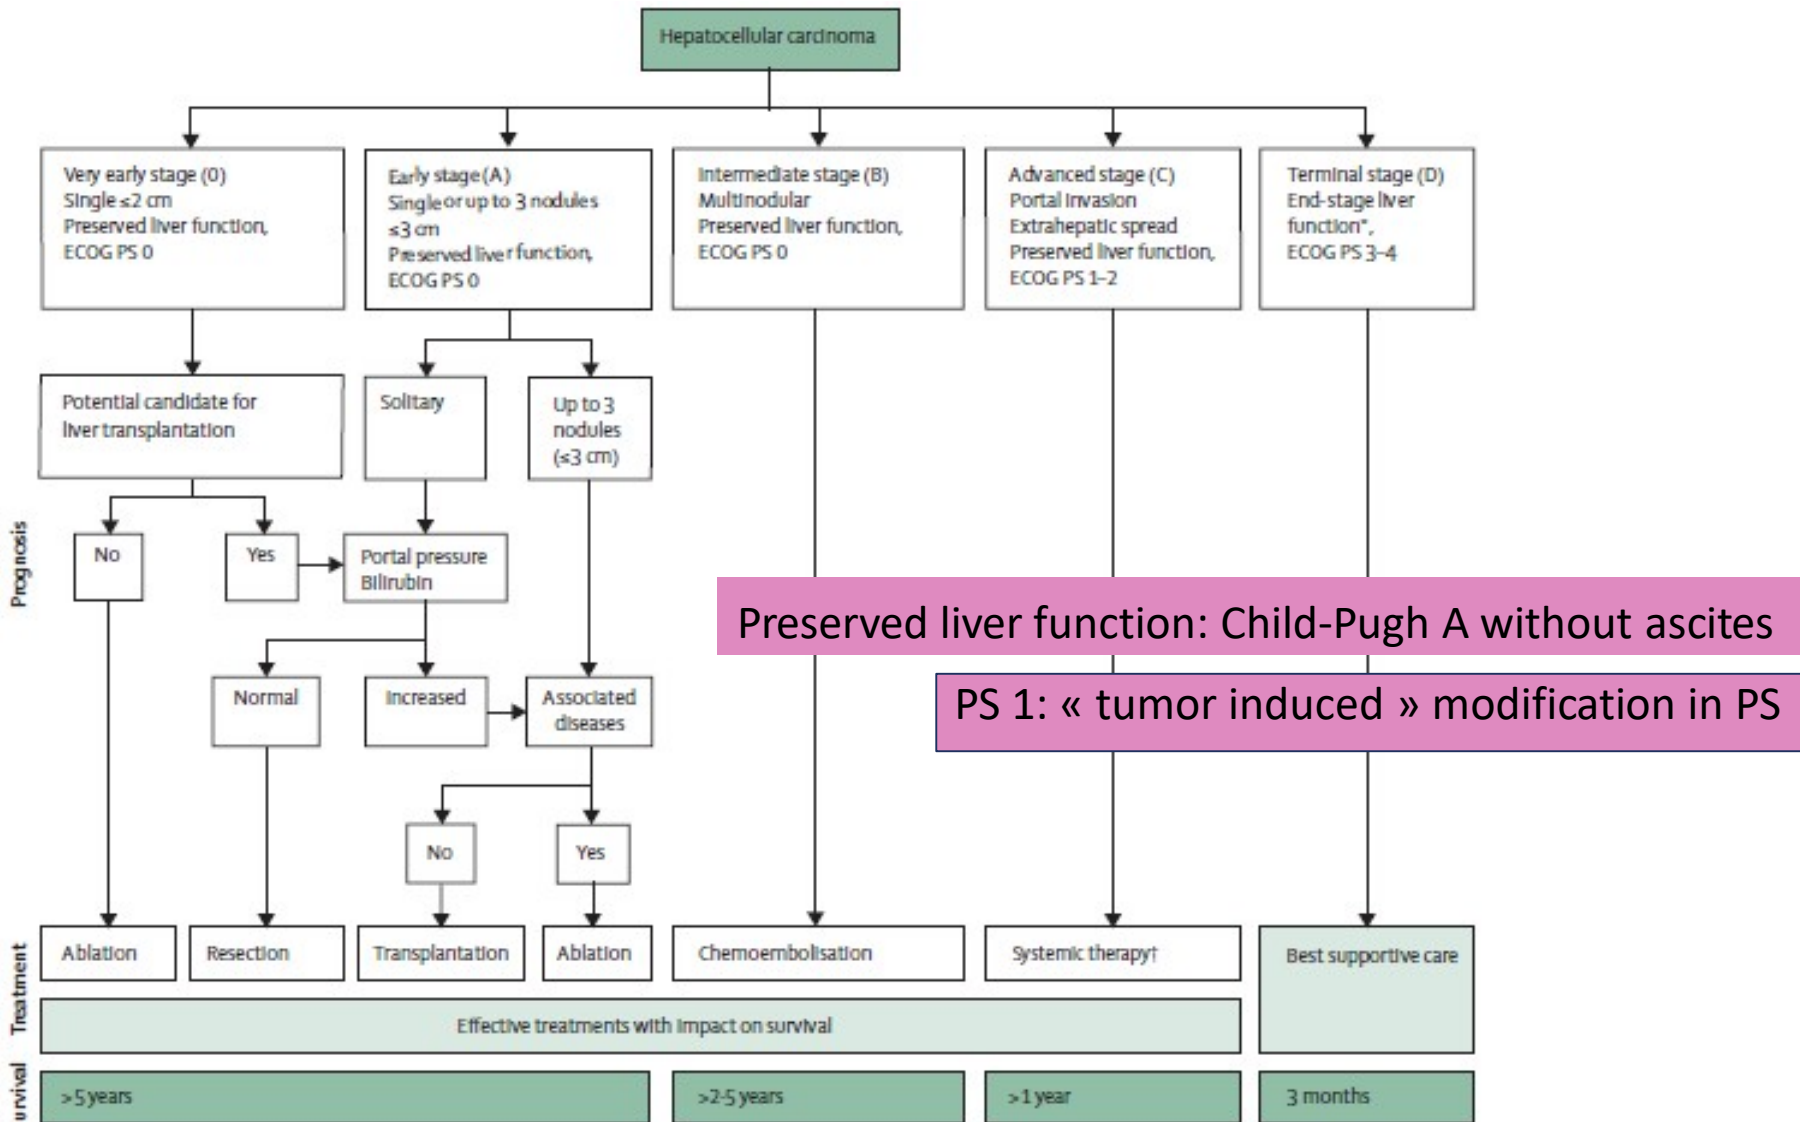 Hepatocellular carcinoma
Very early stage (0)
Single ≤2 cm
Preserved liver function,
ECOG PS 0
Early stage (A)
Single or up to 3 nodules
≤3 cm
Preserved liver function,
ECOG PS 0
Intermediate stage (B)
Multinodular
Preserved liver function,
ECOG PS 0
Advanced stage (C)
Portal invasion
Extrahepatic spread
Preserved liver function,
ECOG PS 1–2
Terminal stage (D)
End-stage liver
function*,
ECOG PS 3–4
Potential candidate for
liver transplantation
Solitary
Up to 3
nodules
(≤3 cm)
Prognosis
No
Yes
Portal pressure
Bilirubin
Preserved liver function: Child-Pugh A without ascites
Normal
Increased
Associated
diseases
PS 1: « tumor induced » modification in PS
No
Yes
Treatment
Ablation
Resection
Transplantation
Ablation
Chemoembolisation
Systemic therapy†
Best supportive care
Effective treatments with impact on survival
urvival
>5 years
>2·5 years
>1 year
3 months